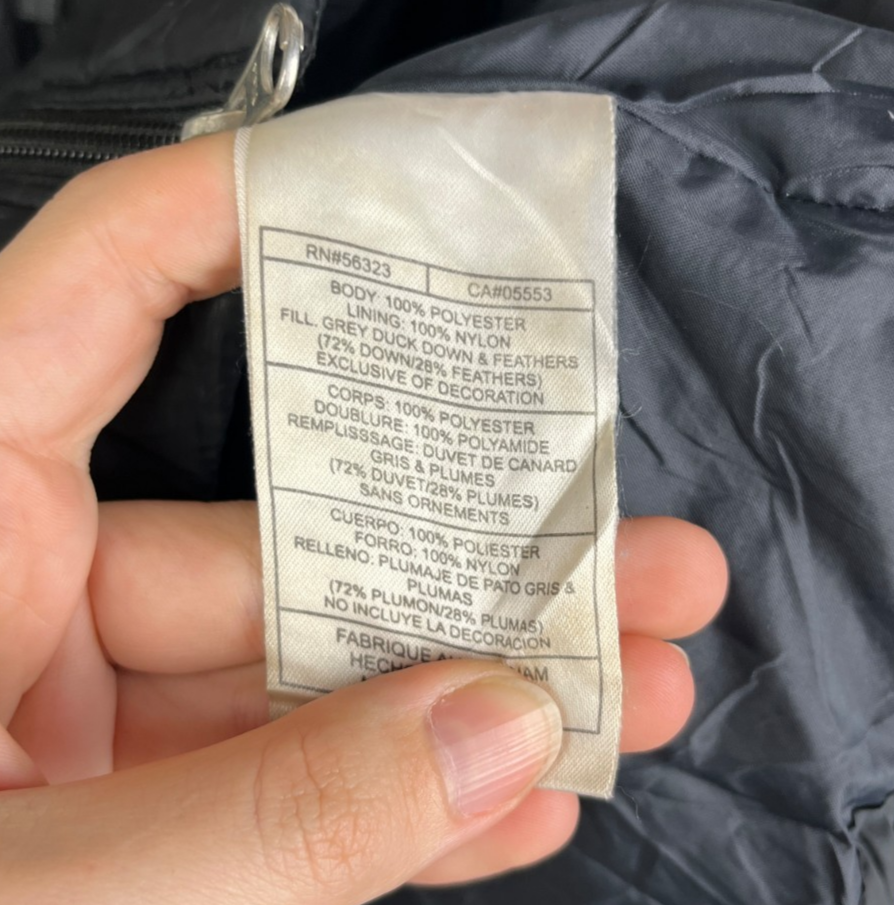 RN#56323
CA#05553
BODY: 100% POLYESTER
LINING: 100% NYLON
FILL. GREY DUCK DOWN & FEATHERS
(72% DOWN/28% FEATHERS)
EXCLUSIVE OF DECORATION
CORPS: 100% POLYESTER
DOUBLURE: 100% POLYAMIDE
REMPLISSSAGE: DUVET DE CANARD
GRIS & PLUMES
(72% DUVET/28% PLUMES)
SANS ORNEMENTS
CUERPO: 100% POLIESTER
FORRO: 100% NYLON
RELLENO: PLUMAJE DE PATO GRIS &
PLUMAS
(72% PLUMON/28% PLUMAS)
NO INCLUYE LA DECORACION
FABRIQUE